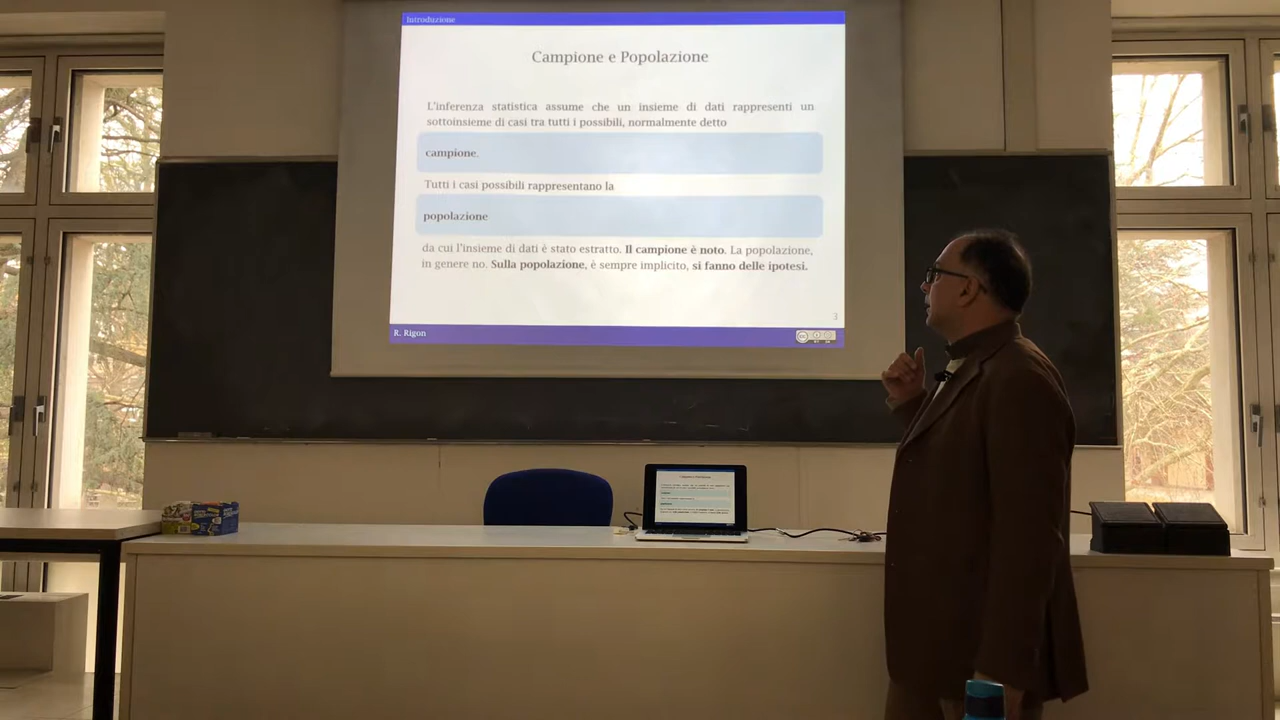 Introduzione
Campione e Popolazione
L'inferenza statistica assume che un insieme di dati rappresenti un
sottoinsieme di casi tra tutti i possibili, normalmente detto
campione.
Tutti i casi possibili rappresentano la
popolazione
da cui l'insieme di dati è stato estratto. Il campione è noto. La popolazione,
in genere no. Sulla popolazione, è sempre implicito, si fanno delle ipotesi.
3
R. Rigon